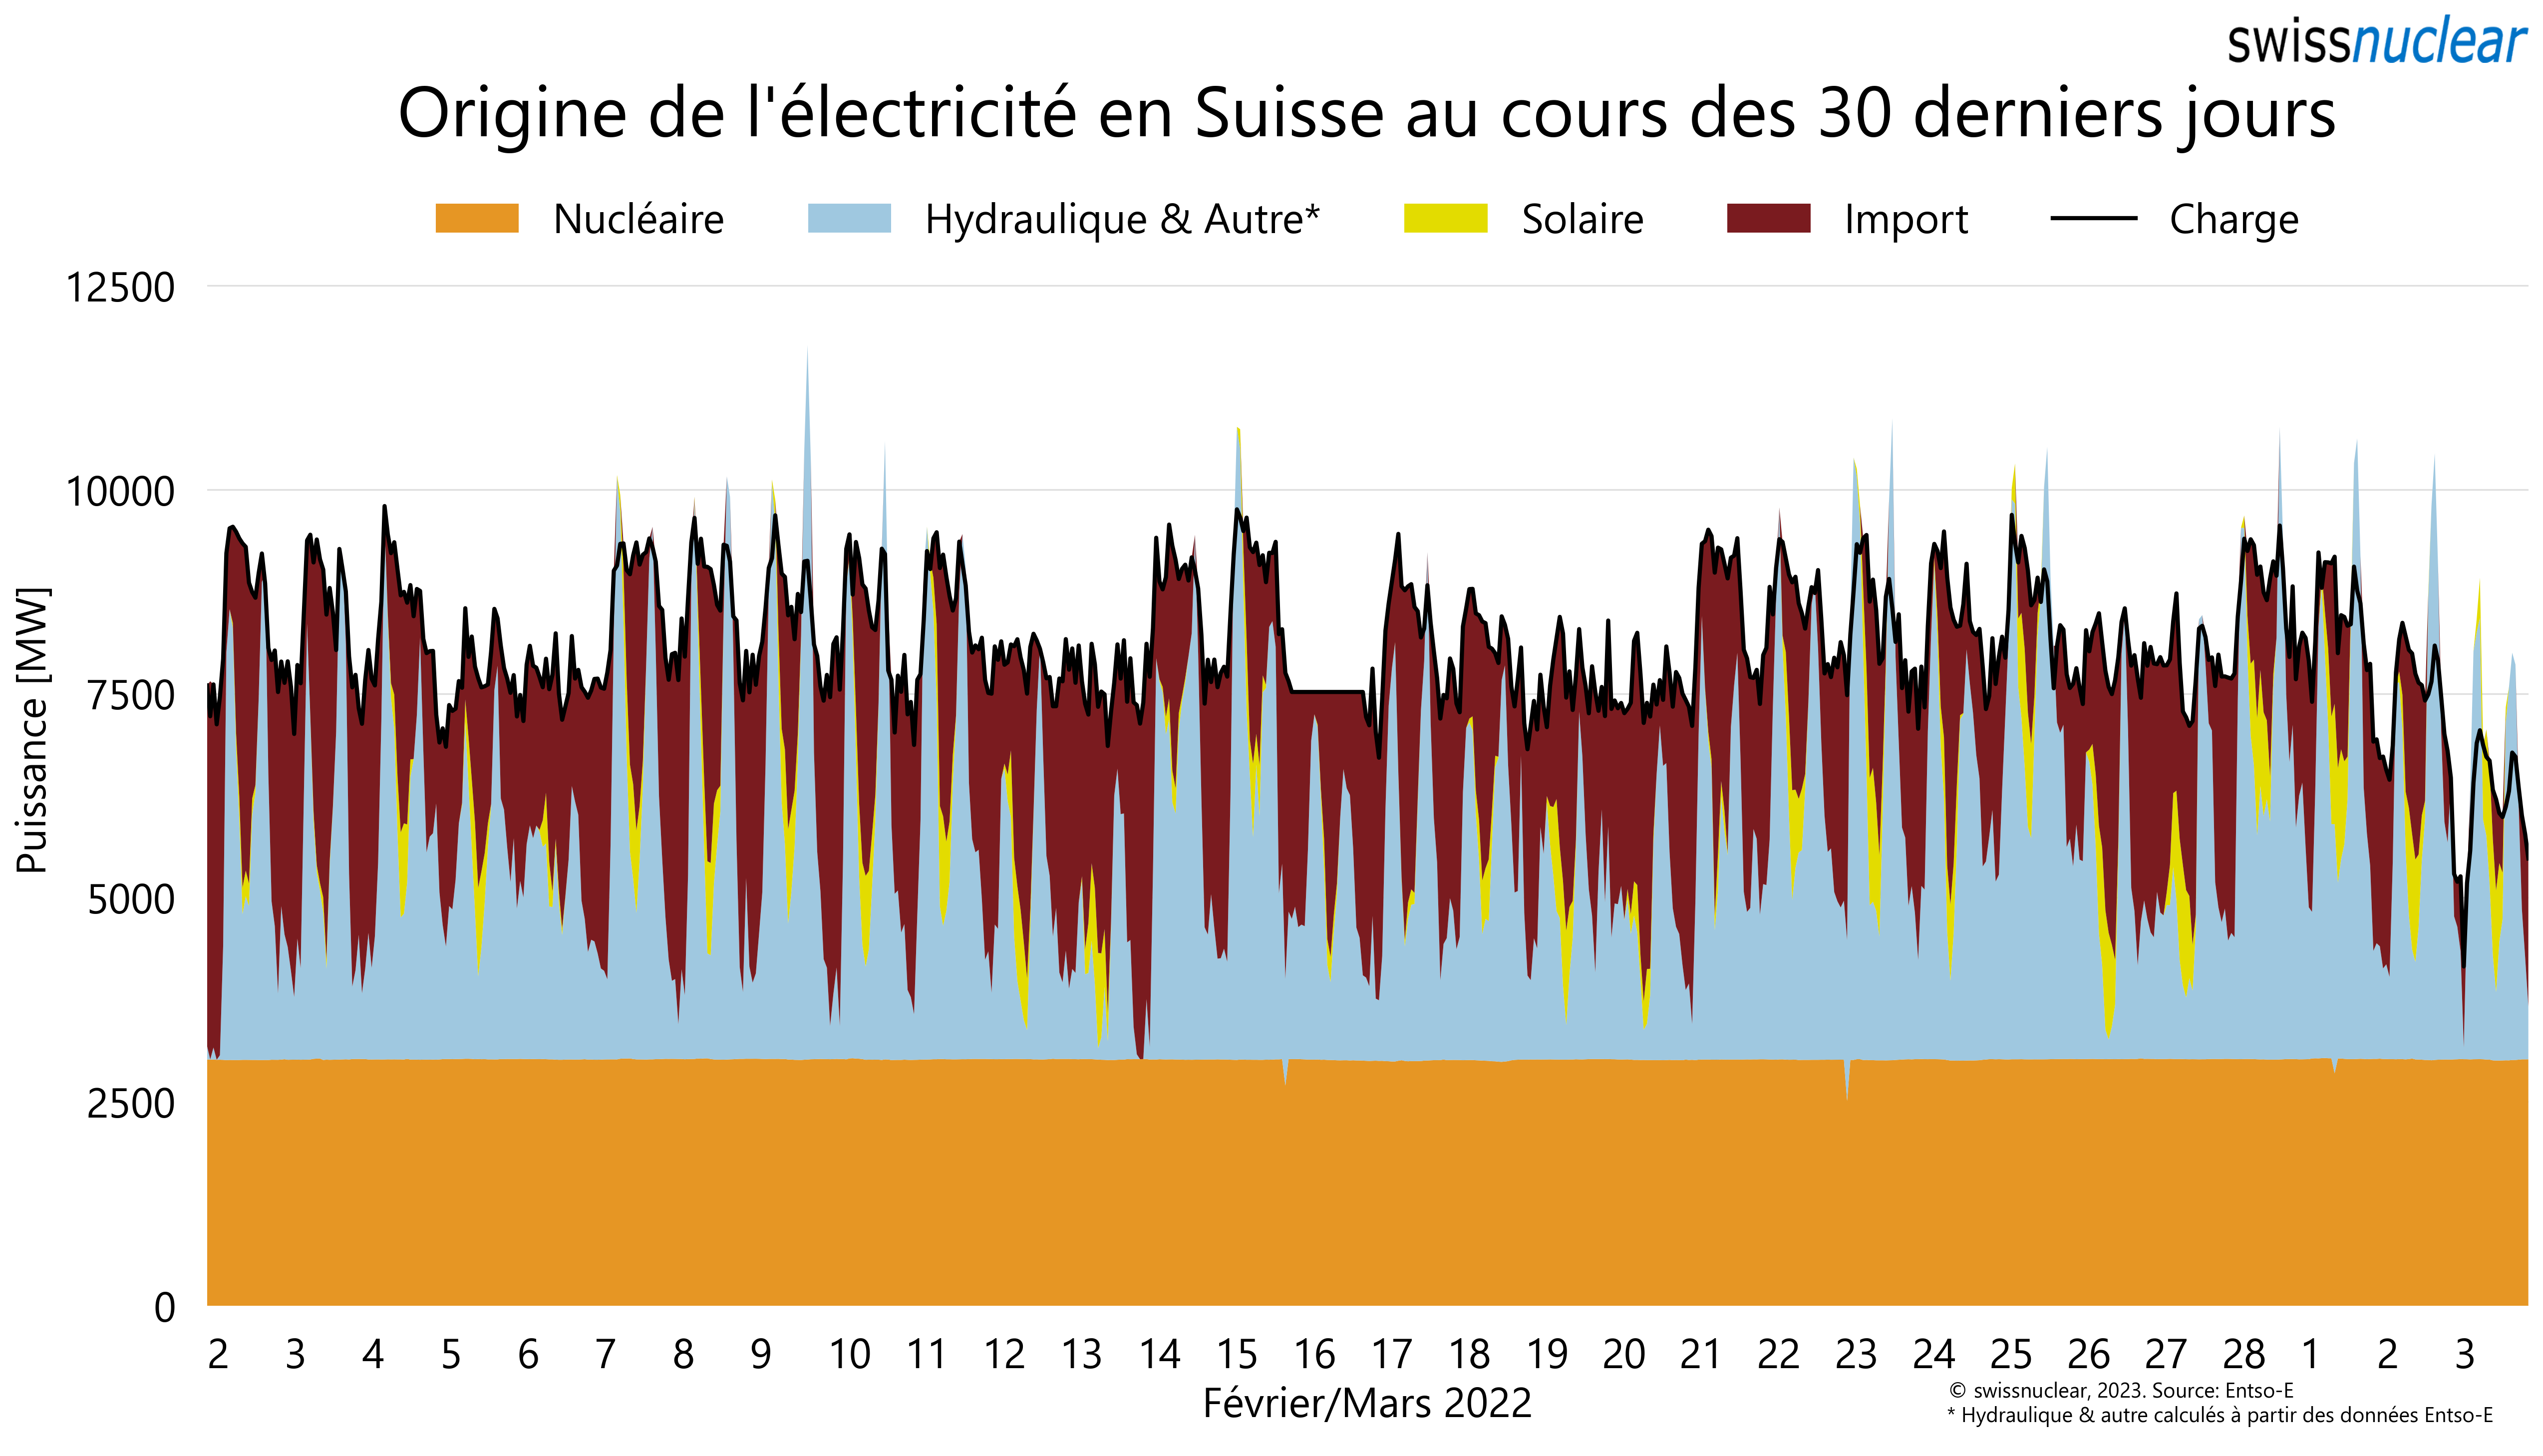 swissnuclear
Origine de l'électricité en Suisse au cours des 30 derniers jours
Nucléaire Hydraulique & Autre* Solaire Import Charge
12500
10000
7500
5000
2500
0
Puissance [MW]
2 3 4 5 6 7 8 9 10 11 12 13 14 15 16 17 18 19 20 21 22 23 24 25 26 27 28 1 2 3
Février/Mars 2022
© swissnuclear, 2023. Source: Entso-E
* Hydraulique & autre calculés à partir des données Entso-E